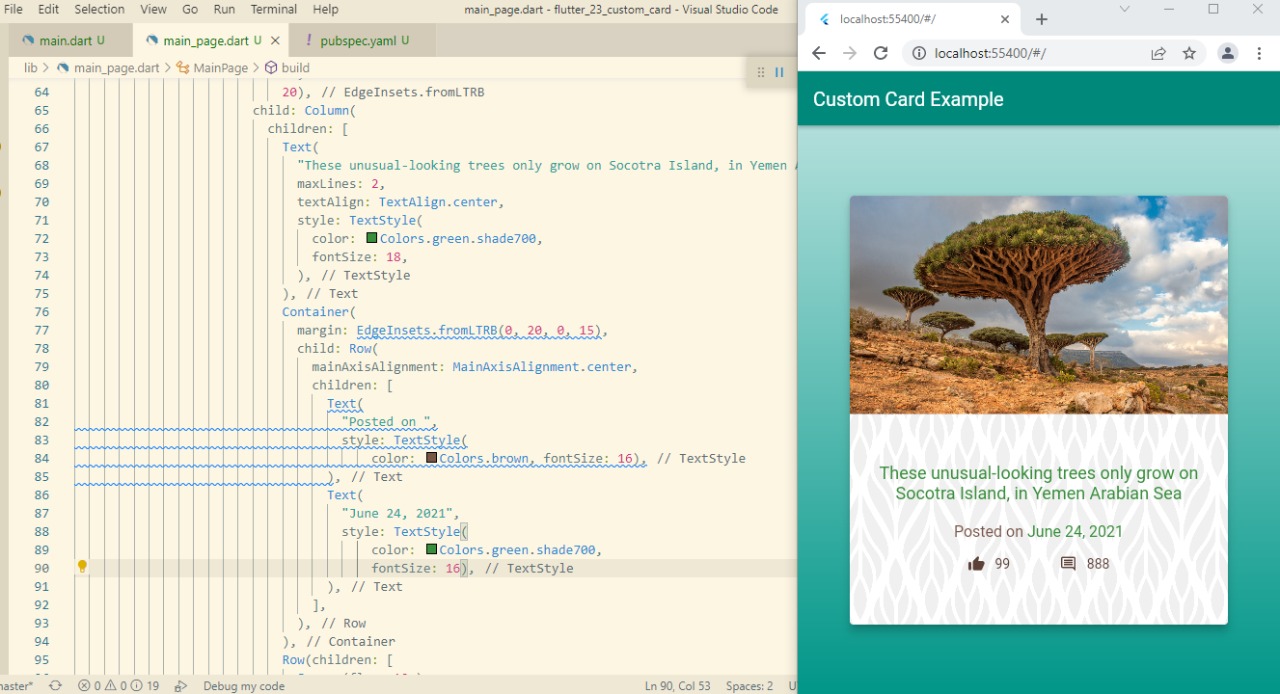 File Edit Selection View Go Run Terminal Help main_page.dart - flutter_23_custom_card - Visual Studio Code
main.dart U main_page.dart U pubspec.yaml U
lib > main_page.dart > MainPage > build
64 20), // EdgeInsets.fromLTRB
65 child: Column(
66 children: [
67 Text(
68 "These unusual-looking trees only grow on Socotra Island, in Yemen
69 maxLines: 2,
70 textAlign: TextAlign.center,
71 style: TextStyle(
72 color: Colors.green.shade700,
73 fontSize: 18,
74 ), // TextStyle
75 ), // Text
76 Container(
77 margin: EdgeInsets.fromLTRB(0, 20, 0, 15),
78 child: Row(
79 mainAxisAlignment: MainAxisAlignment.center,
80 children: [
81 Text(
82 "Posted on ",
83 style: TextStyle(
84 color: Colors.brown, fontSize: 16), // TextStyle
85 ), // Text
86 Text(
87 "June 24, 2021",
88 style: TextStyle(
89 color: Colors.green.shade700,
90 fontSize: 16), // TextStyle
91 ), // Text
92 ],
93 ), // Row
94 ), // Container
95 Row(children: [
0 0 19 Debug my code Ln 90, Col 53 Spaces: 2
localhost:55400/#/
localhost:55400/#/
Custom Card Example
These unusual-looking trees only grow on
Socotra Island, in Yemen Arabian Sea
Posted on June 24, 2021
99 888